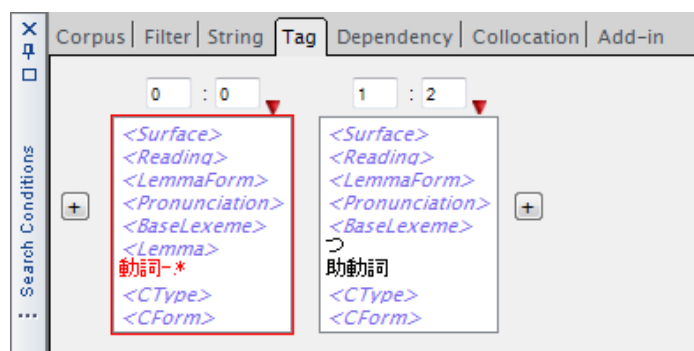 Corpus Filter String Tag Dependency Collocation Add-in
Search Conditions
0 : 0
<Surface>
<Reading>
<LemmaForm>
<Pronunciation>
<BaseLexeme>
<Lemma>
動詞-.*
<CType>
<CForm>
1 : 2
<Surface>
<Reading>
<LemmaForm>
<Pronunciation>
<BaseLexeme>
つ
助動詞
<CType>
<CForm>